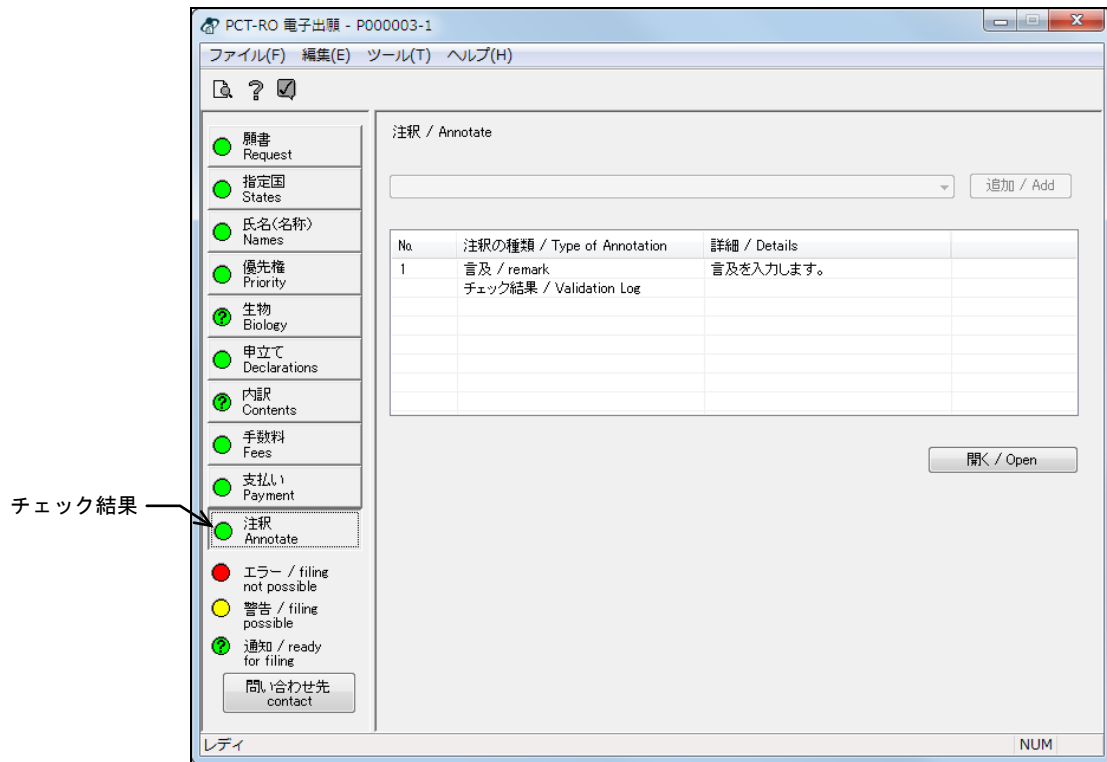 PCT-RO 電子出願 - P000003-1
ファイル(F) 編集(E) ツール(T) ヘルプ(H)
願書
Request
指定国
States
氏名(名称)
Names
優先権
Priority
生物
Biology
申立て
Declarations
内訳
Contents
手数料
Fees
支払い
Payment
注釈
Annotate
チェック結果
エラー / filing
not possible
警告 / filing
possible
通知 / ready
for filing
問い合わせ先
contact
注釈 / Annotate
追加 / Add
No. 注釈の種類 / Type of Annotation 詳細 / Details
1 言及 / remark 言及を入力します。
チェック結果 / Validation Log
開く / Open
レディ NUM